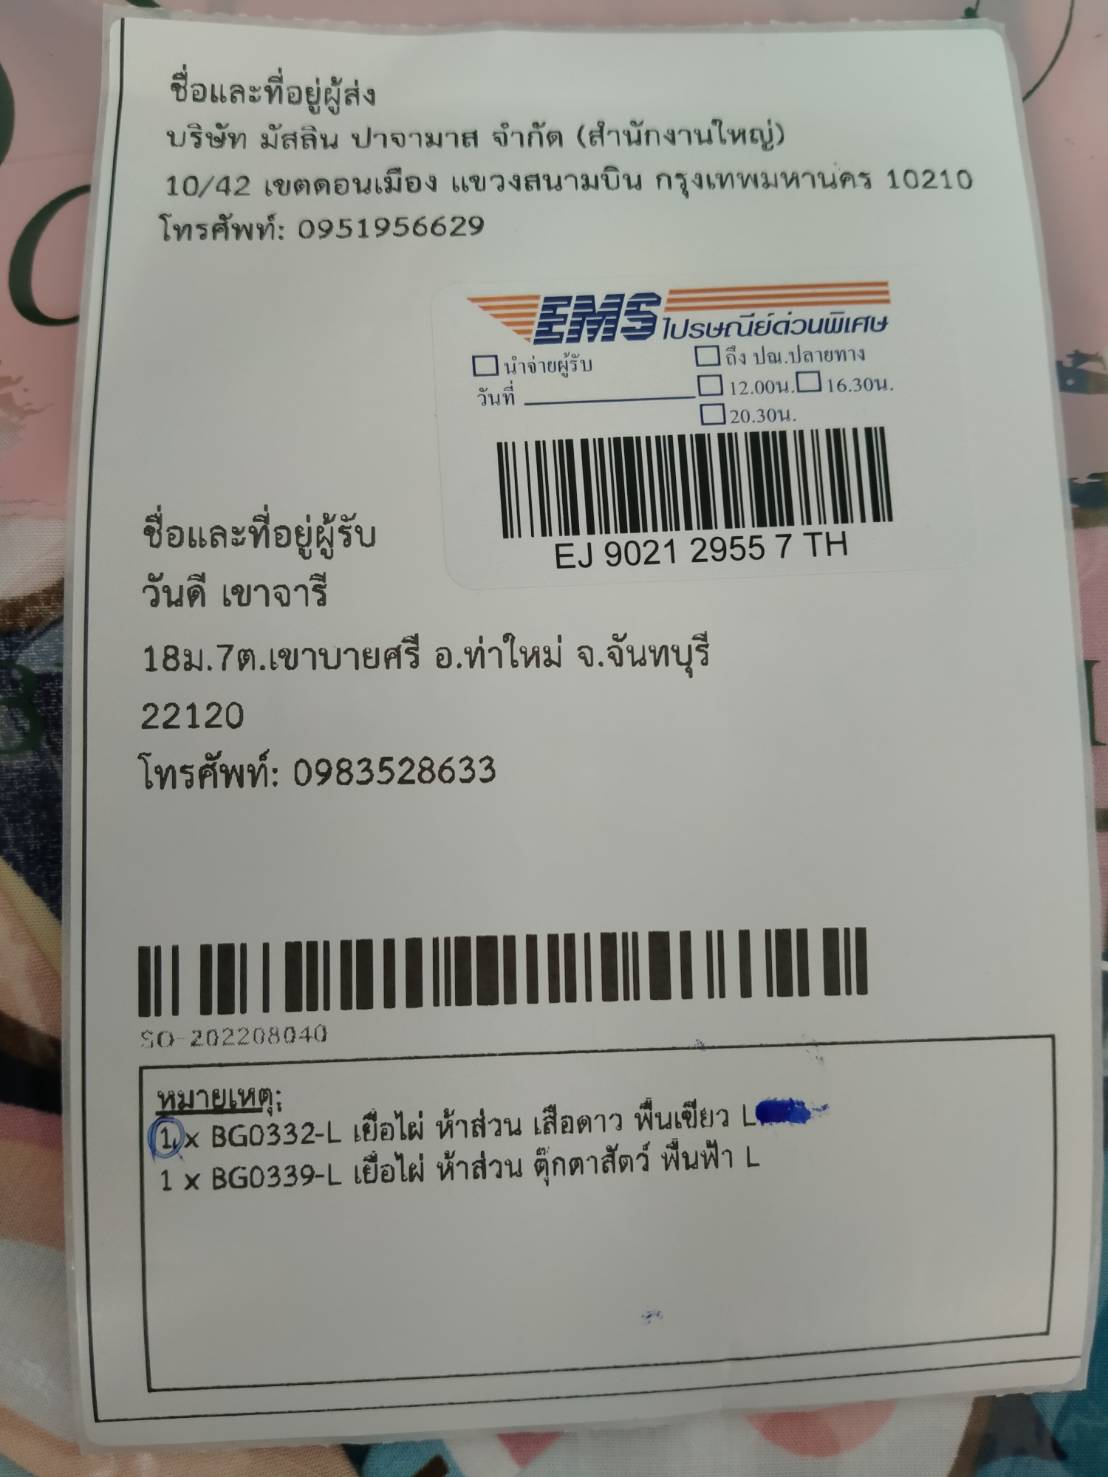 ชื่อและที่อยู่ผู้ส่ง
บริษัท มัสลิน ปาจามาส จำกัด (สำนักงานใหญ่)
10/42 เขตดอนเมือง แขวงสนามบิน กรุงเทพมหานคร 10210
โทรศัพท์: 0951956629
EMS ไปรษณีย์ด่วนพิเศษ
นำจ่ายผู้รับ ถึง ปณ.ปลายทาง
วันที่ 12.00น. 16.30น.
20.30น.
EJ 9021 2955 7 TH
ชื่อและที่อยู่ผู้รับ
วันดี เขาจารี
18ม.7ต.เขาบายศรี อ.ท่าใหม่ จ.จันทบุรี
22120
โทรศัพท์: 0983528633
SO-202208040
หมายเหตุ:
1 x BG0332-L เยื่อไผ่ ห้าส่วน เสือดาว พื้นเขียว L
1 x BG0339-L เยื่อไผ่ ห้าส่วน ตุ๊กตาสัตว์ พื้นฟ้า L